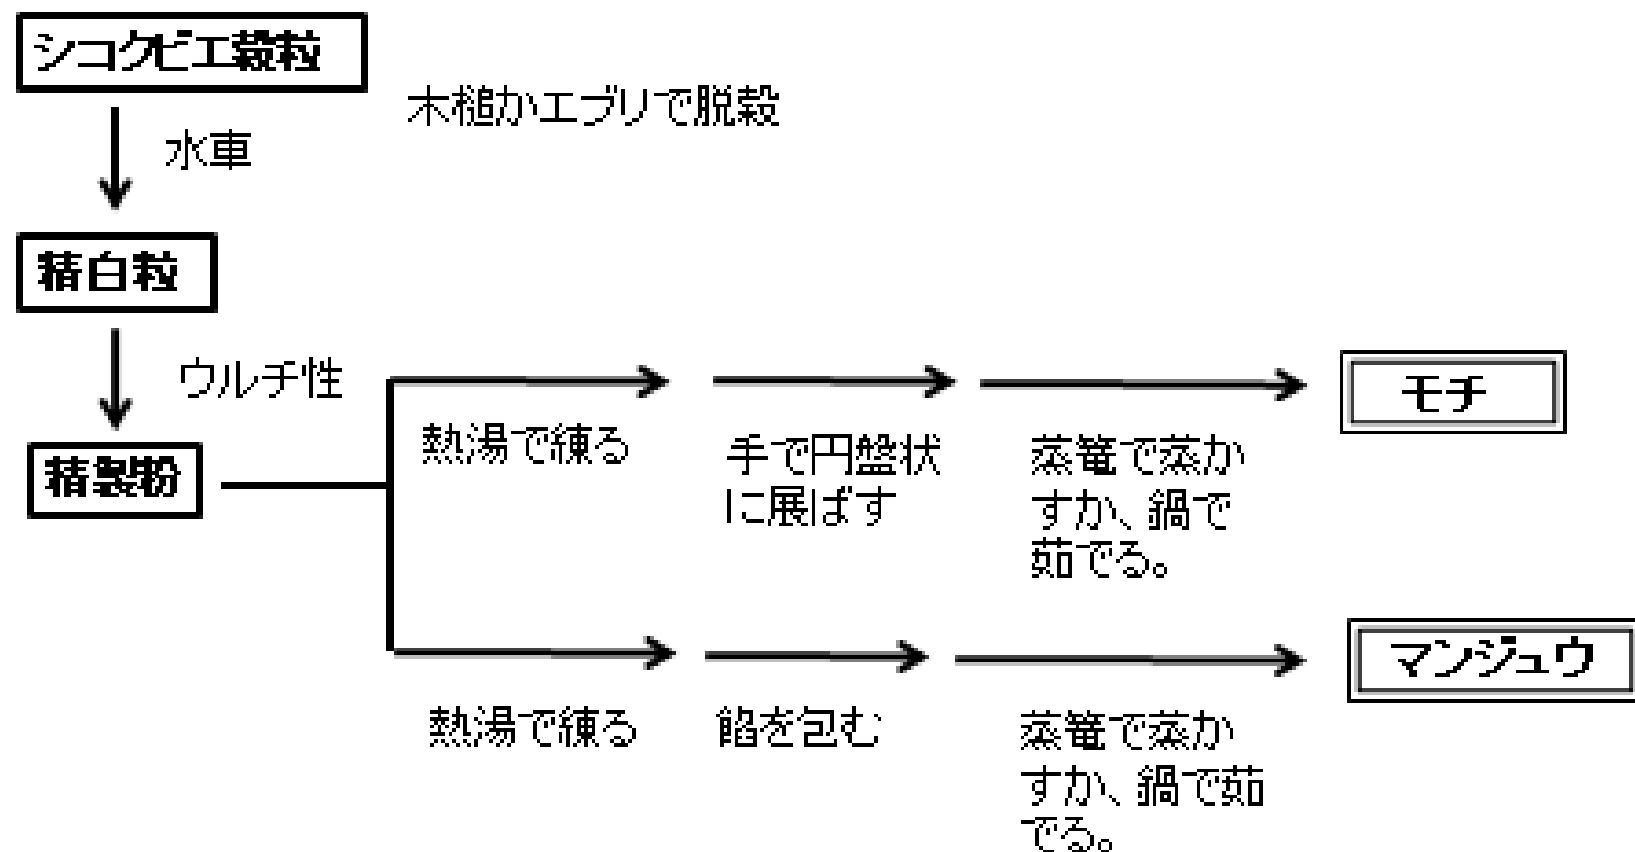 シコクビエ穀粒
木槌かエブリで脱穀
水車
精白粒
ウルチ性
精製粉
熱湯で練る
手で円盤状
に展ばす
蒸篭で蒸か
すか、鍋で
茹でる。
モチ
熱湯で練る
餡を包む
蒸篭で蒸か
すか、鍋で茹
でる。
マンジュウ